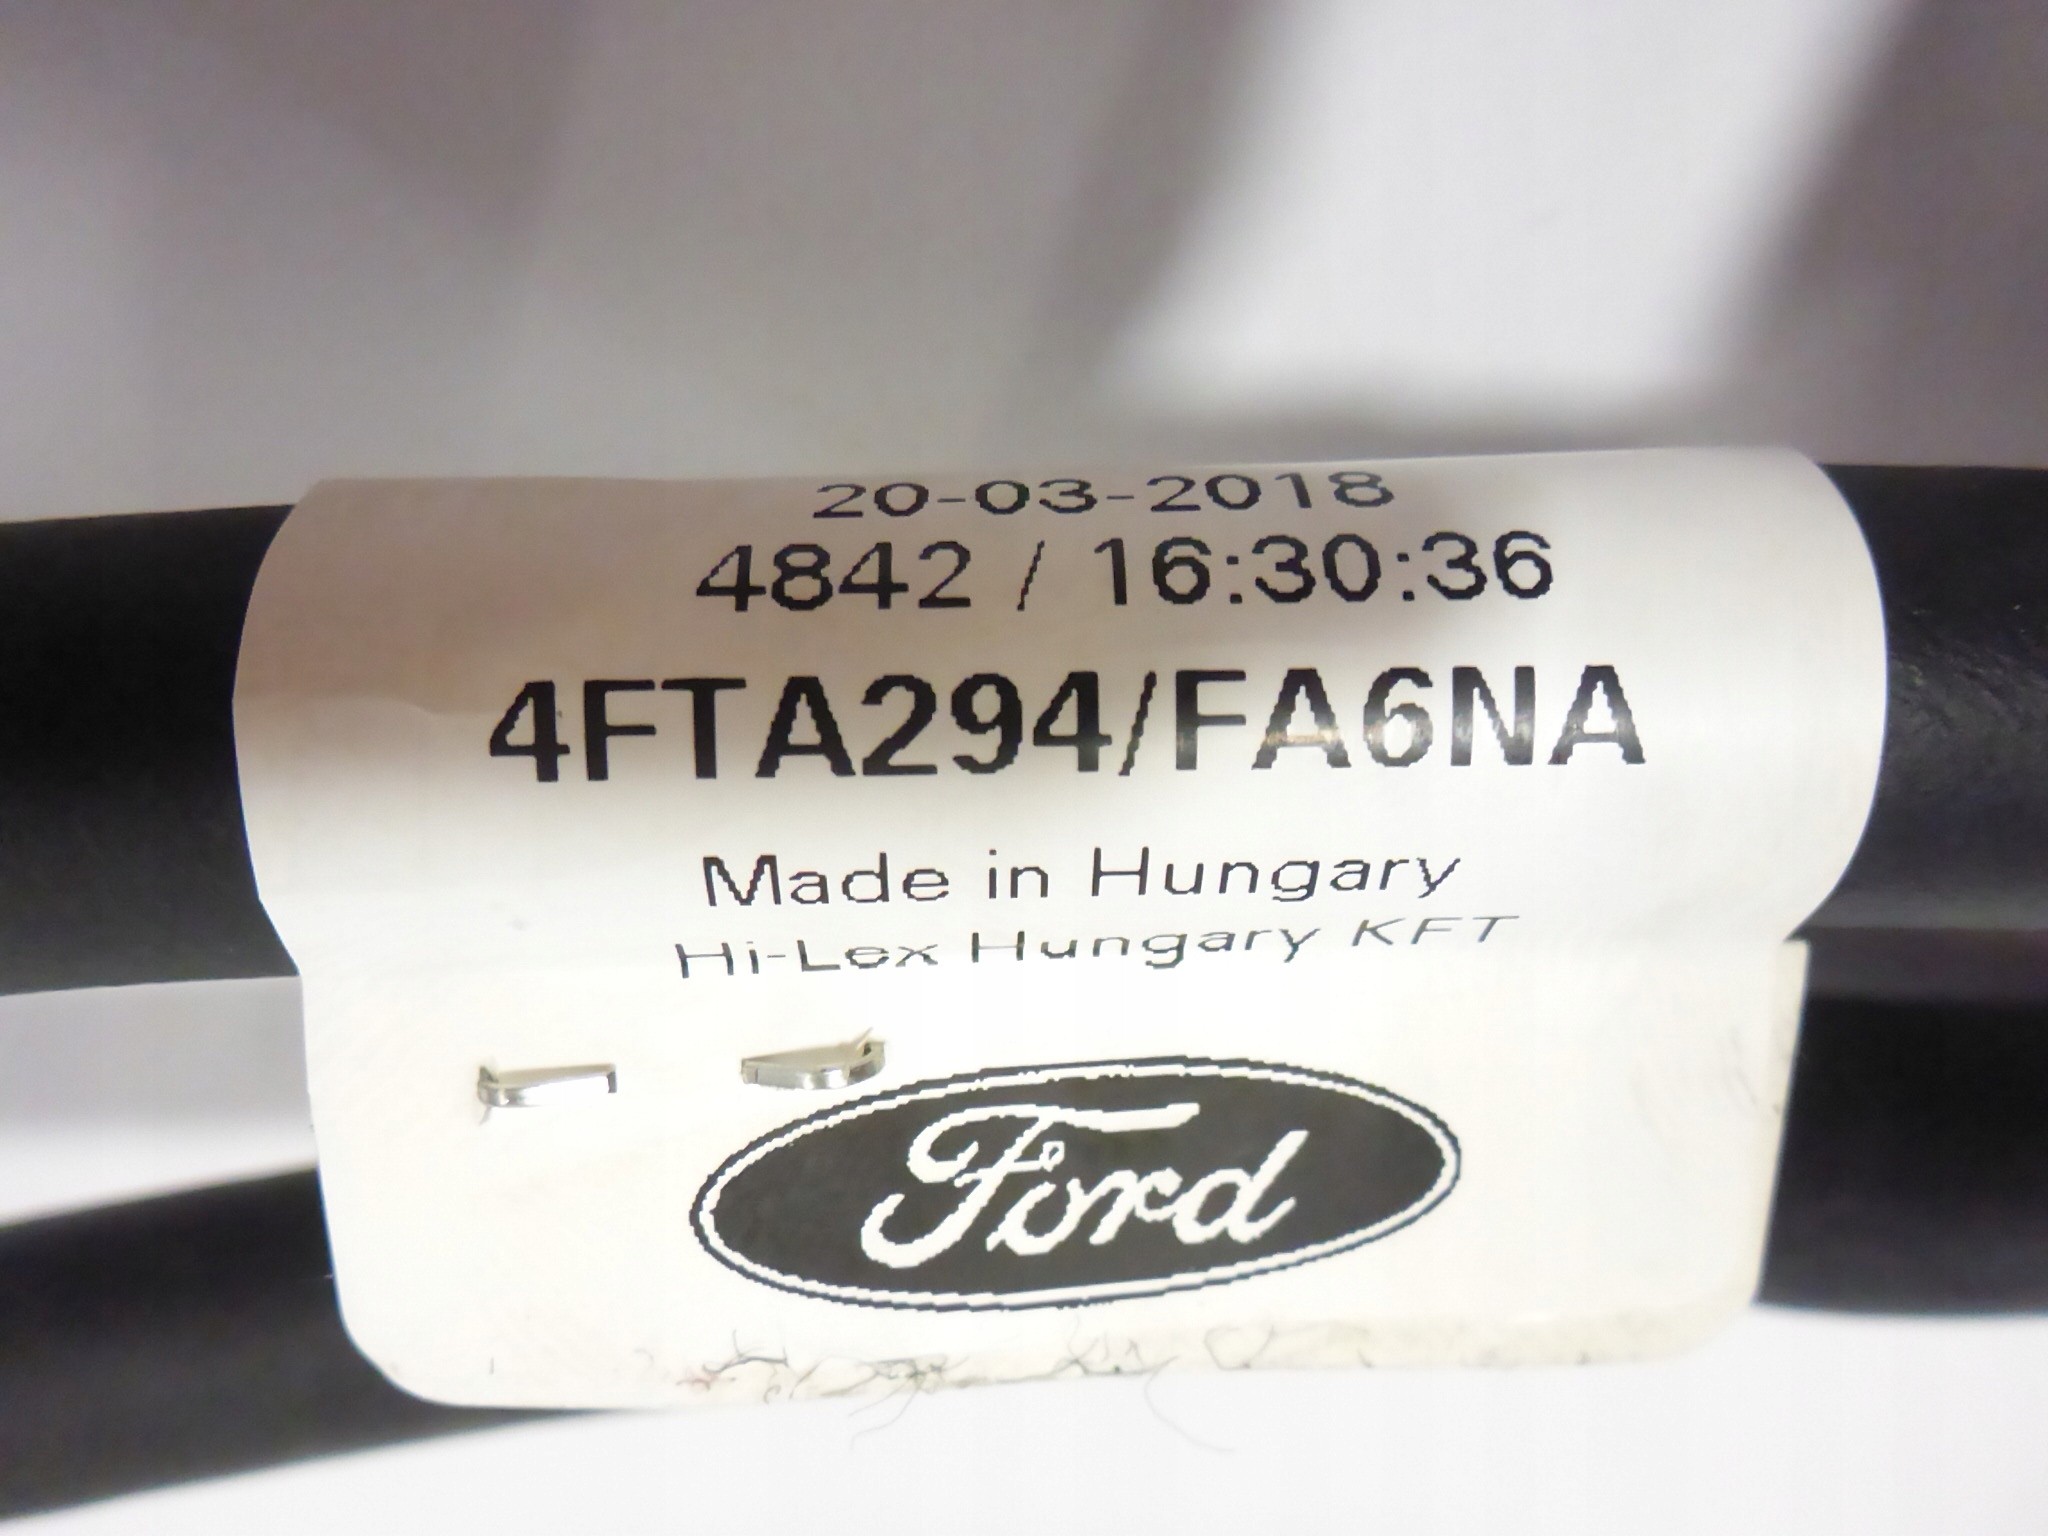 20-03-2018
4842 / 16:30:36
4FTA294/FA6NA
Made in Hungary
Hi-Lex Hungary KFT
Ford